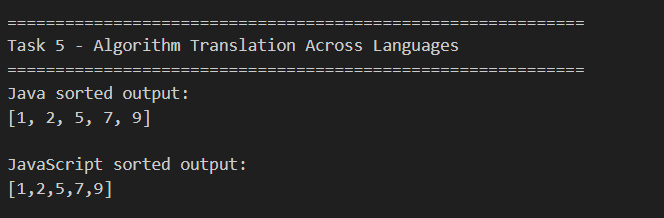 ============================================================
Task 5 - Algorithm Translation Across Languages
============================================================
Java sorted output:
[1, 2, 5, 7, 9]
JavaScript sorted output:
[1,2,5,7,9]